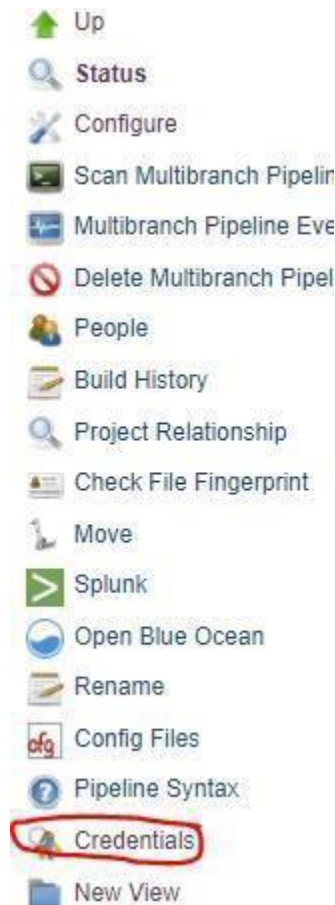 Up
Status
Configure
Scan Multibranch Pipelin
Multibranch Pipeline Eve
Delete Multibranch Pipel
People
Build History
Project Relationship
Check File Fingerprint
Move
Splunk
Open Blue Ocean
Rename
cfg Config Files
Pipeline Syntax
Credentials
New View